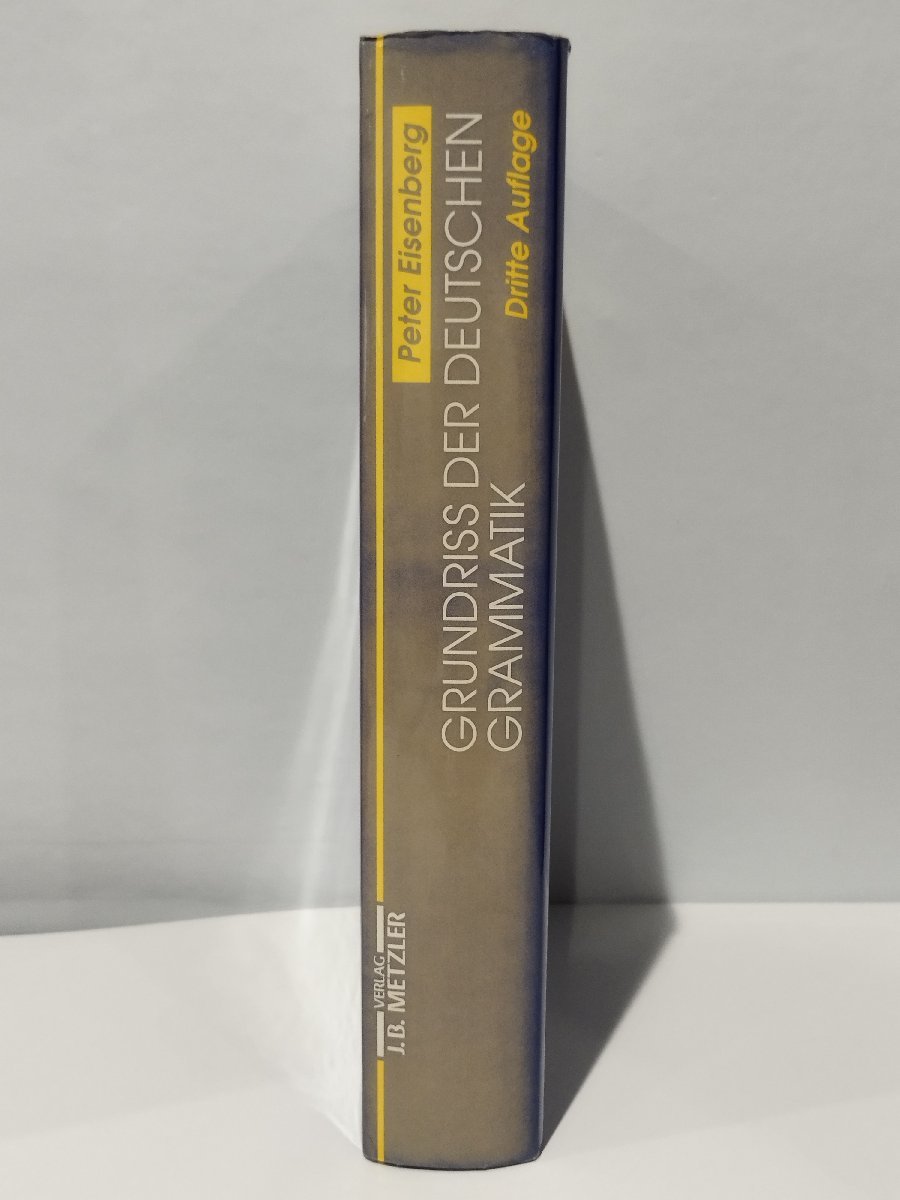 Peter Eisenberg
GRUNDRISS DER DEUTSCHEN
GRAMMATIK
Dritte Auflage
VERLAG
J.B. METZLER